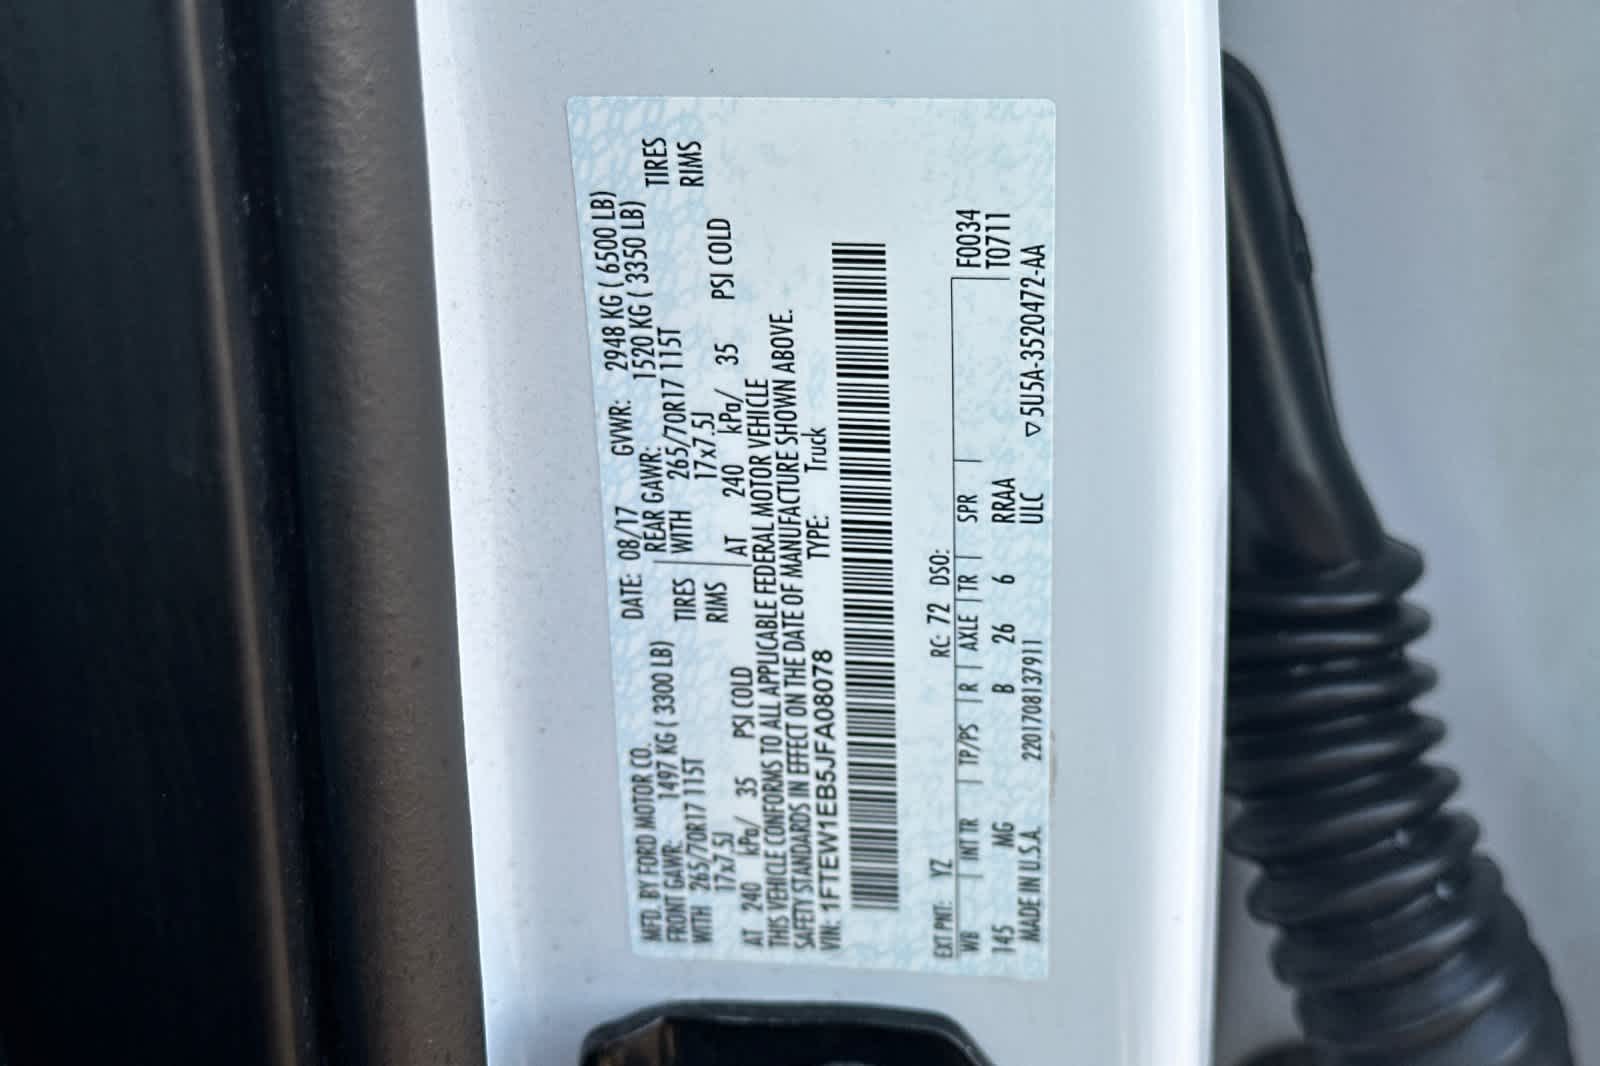 MFD. BY FORD MOTOR CO.
DATE: 08/17 GVWR: 2948 KG ( 6500 LB)
FRONT GAWR: 1497 KG ( 3300 LB) REAR GAWR: 1520 KG ( 3350 LB)
WITH 265/70R17 115T TIRES WITH 265/70R17 115T TIRES
17x7.5J RIMS 17x7.5J RIMS
AT 240 kPa/ 35 PSI COLD AT 240 kPa/ 35 PSI COLD
THIS VEHICLE CONFORMS TO ALL APPLICABLE FEDERAL MOTOR VEHICLE
SAFETY STANDARDS IN EFFECT ON THE DATE OF MANUFACTURE SHOWN ABOVE.
VIN: 1FTEW1EB5JFA08078 TYPE: Truck
EXT PNT: YZ RC: 72 DSO: F0034
WB | INT TR | TP/PS | R | AXLE | TR | SPR | T0711
145 MG B 26 6 RRAA
MADE IN U.S.A. 2201708137911 ULC ▽5U5A-3520472-AA